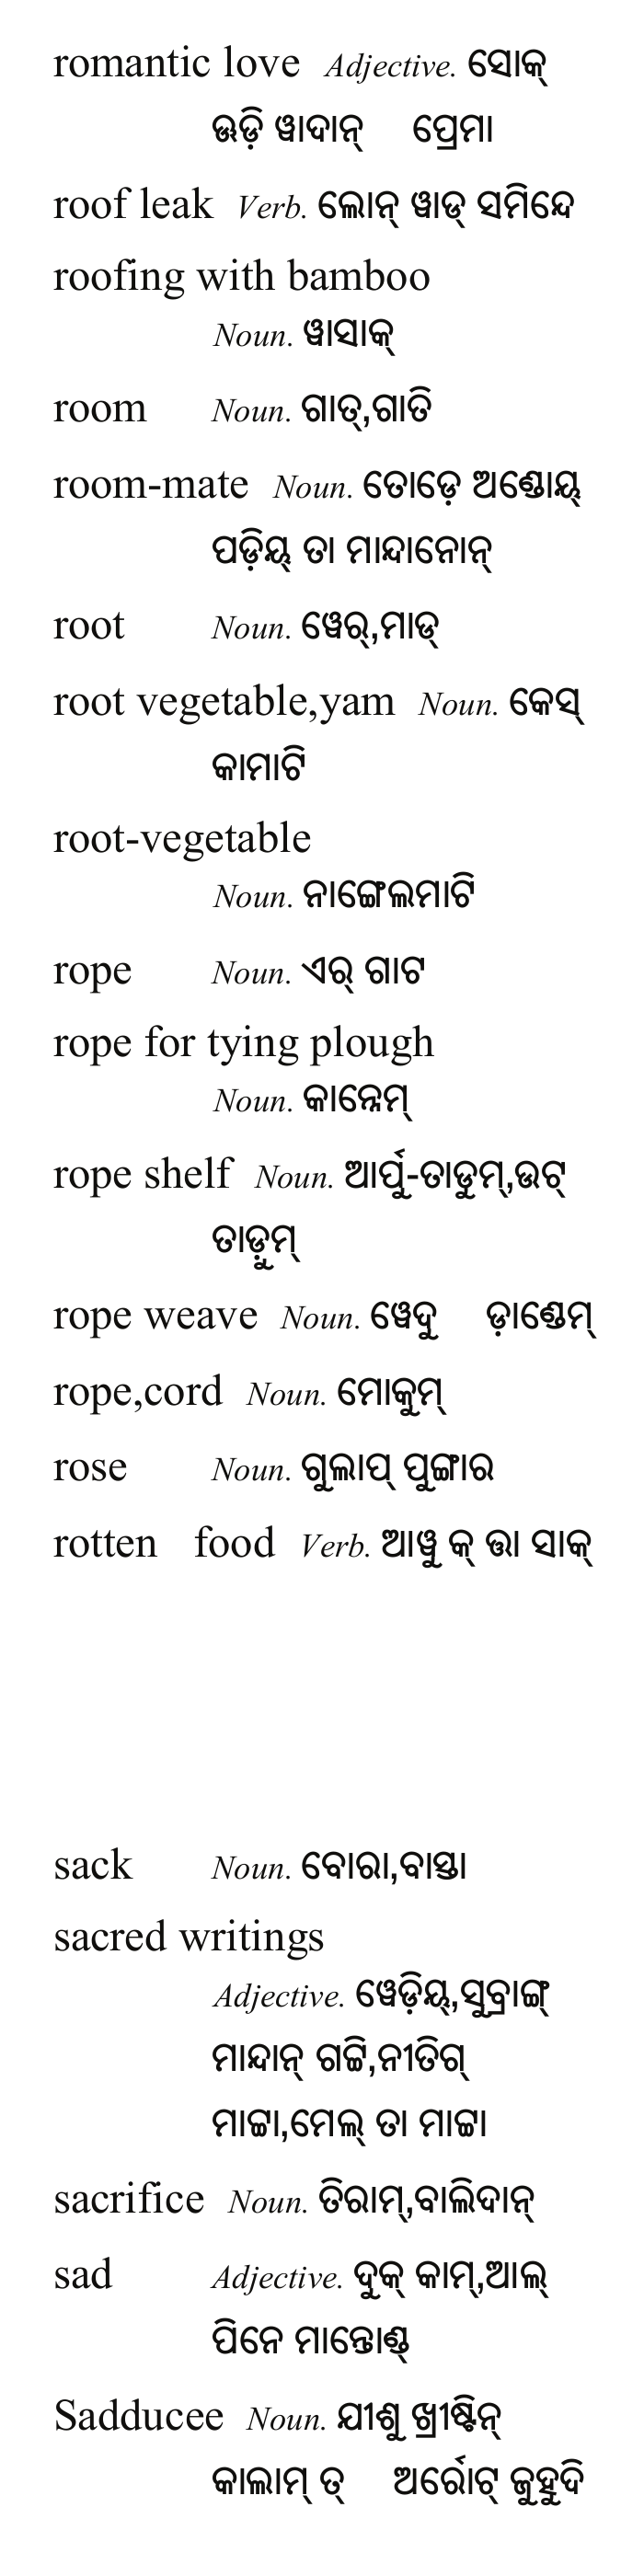 romantic love Adjective. ସୋକ୍
ଊଡ଼ି ୱାଦାନ୍ ପ୍ରେମା
roof leak Verb. ଲୋନ୍ ୱାଡ୍ ସମିନ୍ଦେ
roofing with bamboo
Noun. ୱାସାକ୍
room Noun. ଗାତ୍,ଗାତି
room-mate Noun. ତୋଡ଼େ ଅଣ୍ଡୋୟ୍
ପଡ଼ିୟ୍ ତା ମାନ୍ଦାନୋନ୍
root Noun. ୱେର୍,ମାଡ୍
root vegetable,yam Noun. କେସ୍
କାମାଟି
root-vegetable
Noun. ନାଙ୍ଗେଲମାଟି
rope Noun. ଏର୍ ଗାଟ
rope for tying plough
Noun. କାନ୍ନେମ୍
rope shelf Noun. ଆର୍ପୁ-ତାଡୁମ୍,ଉଟ୍
ତାଡ଼ୁମ୍
rope weave Noun. ୱେଦୁ ଡ଼ାଣ୍ଡେମ୍
rope,cord Noun. ମୋକୁମ୍
rose Noun. ଗୁଲାପ୍ ପୁଙ୍ଗାର
rotten food Verb. ଆୱୁ କ୍ ତ୍ତା ସାକ୍
sack Noun. ବୋରା,ବାସ୍ତା
sacred writings
Adjective. ୱେଡ଼ିୟ୍,ସୁବ୍ରାଙ୍ଗ୍
ମାନ୍ଦାନ୍ ଗଟ୍ଟି,ନୀତିଗ୍
ମାଟ୍ଟା,ମେଲ୍ ତା ମାଟ୍ଟା
sacrifice Noun. ତିରାମ୍,ବାଲିଦାନ୍
sad Adjective. ଦୁକ୍ କାମ୍,ଆଲ୍
ପିନେ ମାନ୍ତୋଣ୍ଡ୍
Sadducee Noun. ଯୀଶୁ ଖ୍ରୀଷ୍ଟିନ୍
କାଲାମ୍ ତ୍ ଅର୍ରୋଟ୍ ଜୁହୁଦି